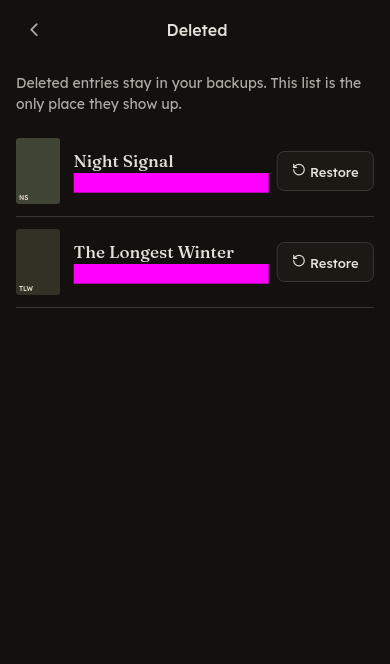 Deleted
Deleted entries stay in your backups. This list is the
only place they show up.
Night Signal
NS
Restore
The Longest Winter
TLW
Restore